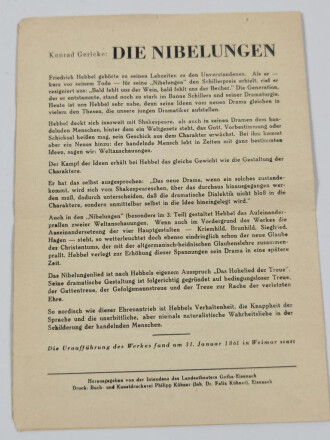 Konrad Gericke: DIE NIBELUNGEN
Friedrich Hebbel gehörte zu seinen Lebzeiten zu den Unverstandenen. Als er —
kurz vor seinem Tode — für seine „Nibelungen" den Schillerpreis erhält, rief er
resigniert aus: „Bald fehlt uns der Wein, bald fehlt uns der Becher." Die Generation,
der er entstammte, stand noch zu stark im Banne Schillers und seiner Dramaturgie.
Heute ist uns Hebbel sehr nahe, denn seine Ideen vom neuen Drama gleichen in
vielem den Thesen, die unsere jungen Dramatiker aufstellen.
Hebbel deckt sich insoweit mit Shakespeare, als auch in seinen Dramen dem han-
delnden Menschen, hinter dem ein Weltgesetz steht, das Gott, Vorbestimmung oder
Schicksal heißen mag, sein Geschick aus dem Charakter erwächst. Bei ihm kommt
aber ein Neues hinzu: der handelnde Mensch lebt in Zeiten mit ganz bestimmten
Ideen, sagen wir: Weltanschauungen.
Der Kampf der Ideen erhält bei Hebbel das gleiche Gewicht wie die Gestaltung der
Charaktere.
Er hat das selbst ausgesprochen: „Das neue Drama, wenn ein solches zustande-
kommt, wird sich vom Shakespeareschen, über das durchaus hinausgegangen wer-
den muß, dadurch unterscheiden, daß die dramatische Dialektik nicht bloß in die
Charaktere, sondern unmittelbar selbst in die Idee hineingelegt wird."
Auch in den „Nibelungen" (besonders im 3. Teil) gestaltet Hebbel das Aufeinander-
prallen zweier Weltanschauungen. Wenn auch im Vordergrund des Werkes die
Auseinandersetzung der vier Hauptgestalten — Kriemhild, Brunhild, Siegfried,
Hagen — steht, so wetterleuchtet doch ebenso eindringlich schon der neue Glaube
des Christentums, der mit der altgermanisch-heidnischen Glaubenslehre zusammen-
prallt. Hebbel verlegt zur Erhöhung dieser Spannungen sein Drama in eine spätere
Zeit.
Das Nibelungenlied ist nach Hebbels eigenem Ausspruch „Das Hohelied der Treue".
Seine dramatische Gestaltung ist folgerichtig gegründet auf bedingungsloser Treue,
der Gattentreue, der Gefolgsmannstreue und der Treue zur Rache der verletzten
Ehre.
So nordisch wie dieser Ehrenansatz ist Hebbels Verhaltenheit, die Knappheit der
Sprache und die unerbittliche, aber niemals naturalistische Wahrheitsliebe in der
Schilderung der handelnden Menschen.
Die Uraufführung des Werkes fand am 31. Januar 1861 in Weimar statt
Herausgegeben von der Intendanz des Landestheaters Gotha-Eisenach
Druck: Buch- und Kunstdruckerei Philipp Kühner (Inh. Dr. Felix Kühner), Eisenach